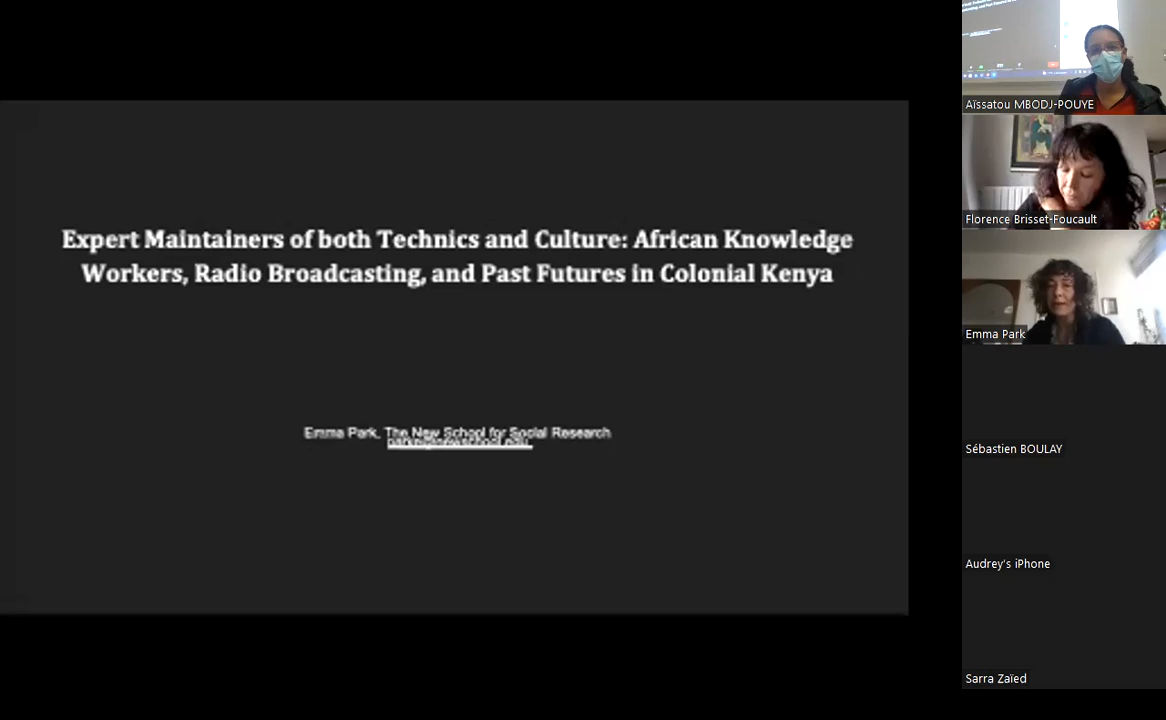 Expert Maintainers of both Technics and Culture: African Knowledge
Workers, Radio Broadcasting, and Past Futures in Colonial Kenya
Emma Park, The New School for Social Research
Aïssatou MBODJ-POUYE
Florence Brisset-Foucault
Emma Park
Sébastien BOULAY
Audrey's iPhone
Sarra Zaïed